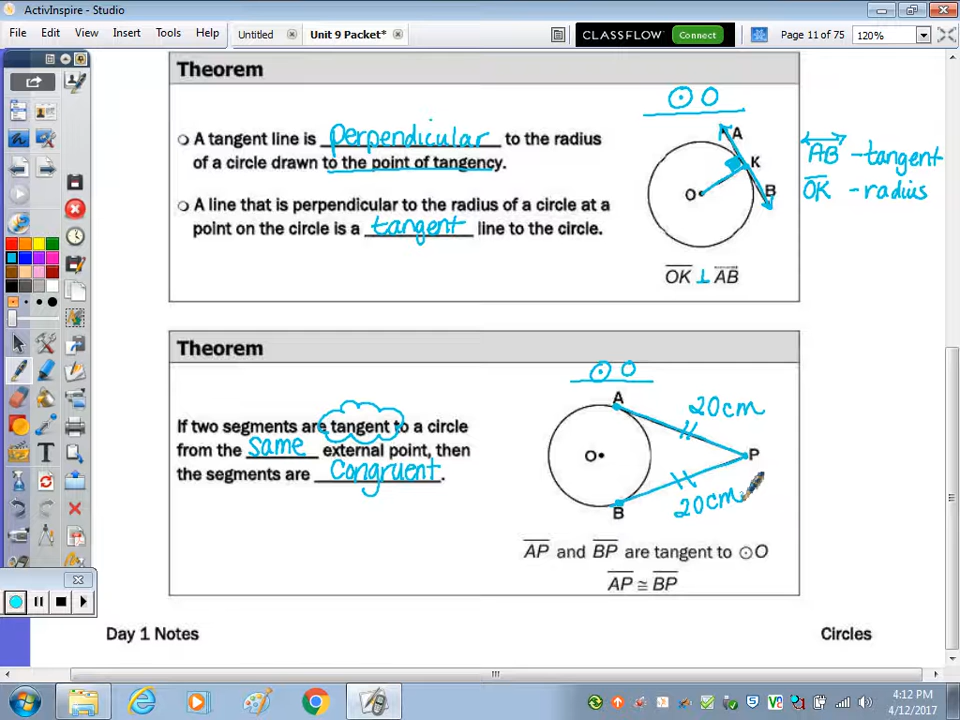 ActivInspire - Studio
File Edit View Insert Tools Help
Untitled
Unit 9 Packet*
CLASSFLOW Connect
Page 11 of 75
120%
Theorem
A tangent line is perpendicular to the radius
of a circle drawn to the point of tangency.
A line that is perpendicular to the radius of a circle at a
point on the circle is a tangent line to the circle.
⊙O
A
K
O
B
OK ⊥ AB
AB - tangent
OK - radius
Theorem
If two segments are tangent to a circle
from the same external point, then
the segments are Congruent.
⊙O
A
20cm
O
P
B
20cm
AP and BP are tangent to ⊙O
AP ≅ BP
Day 1 Notes
Circles
4:12 PM
4/12/2017